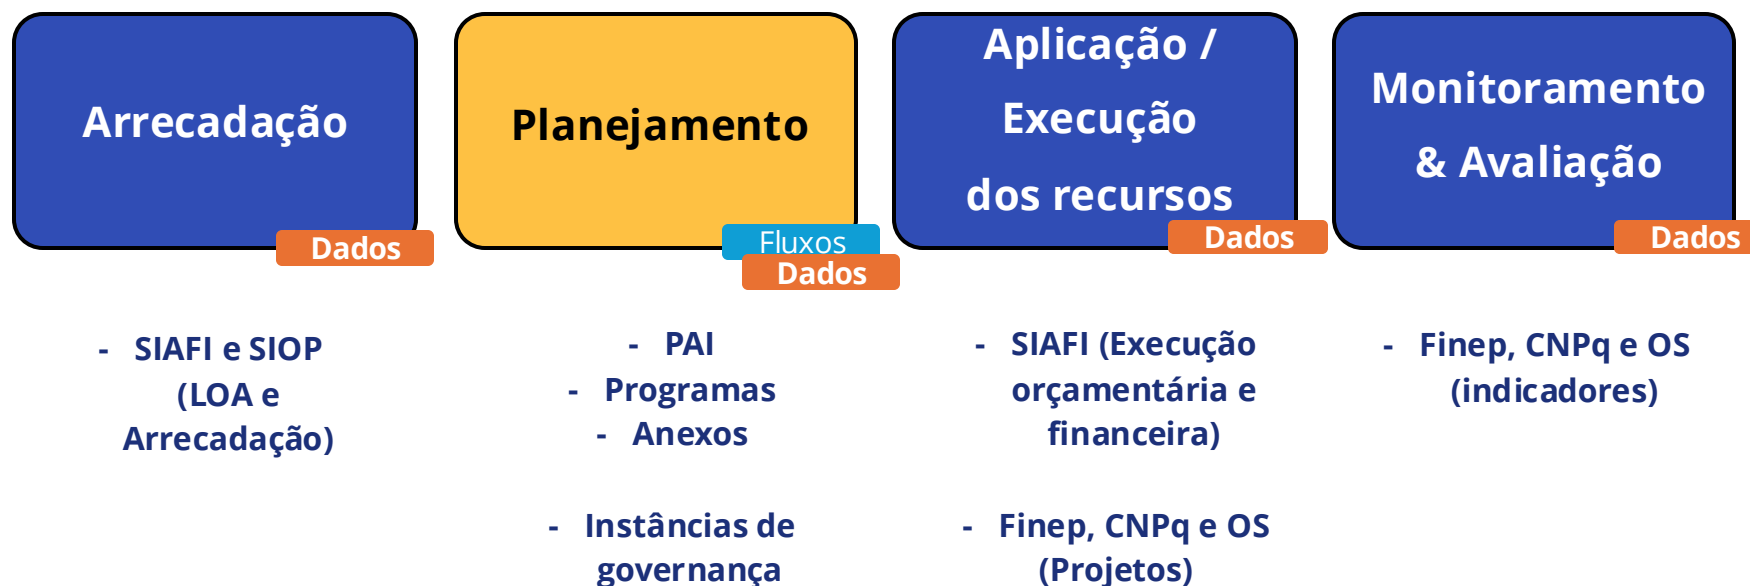 Arrecadação
Dados
- SIAFI e SIOP
(LOA e
Arrecadação)
Planejamento
Fluxos
Dados
- PAI
- Programas
- Anexos
- Instâncias de
governança
Aplicação /
Execução
dos recursos
Dados
- SIAFI (Execução
orçamentária e
financeira)
- Finep, CNPq e OS
(Projetos)
Monitoramento
& Avaliação
Dados
- Finep, CNPq e OS
(indicadores)